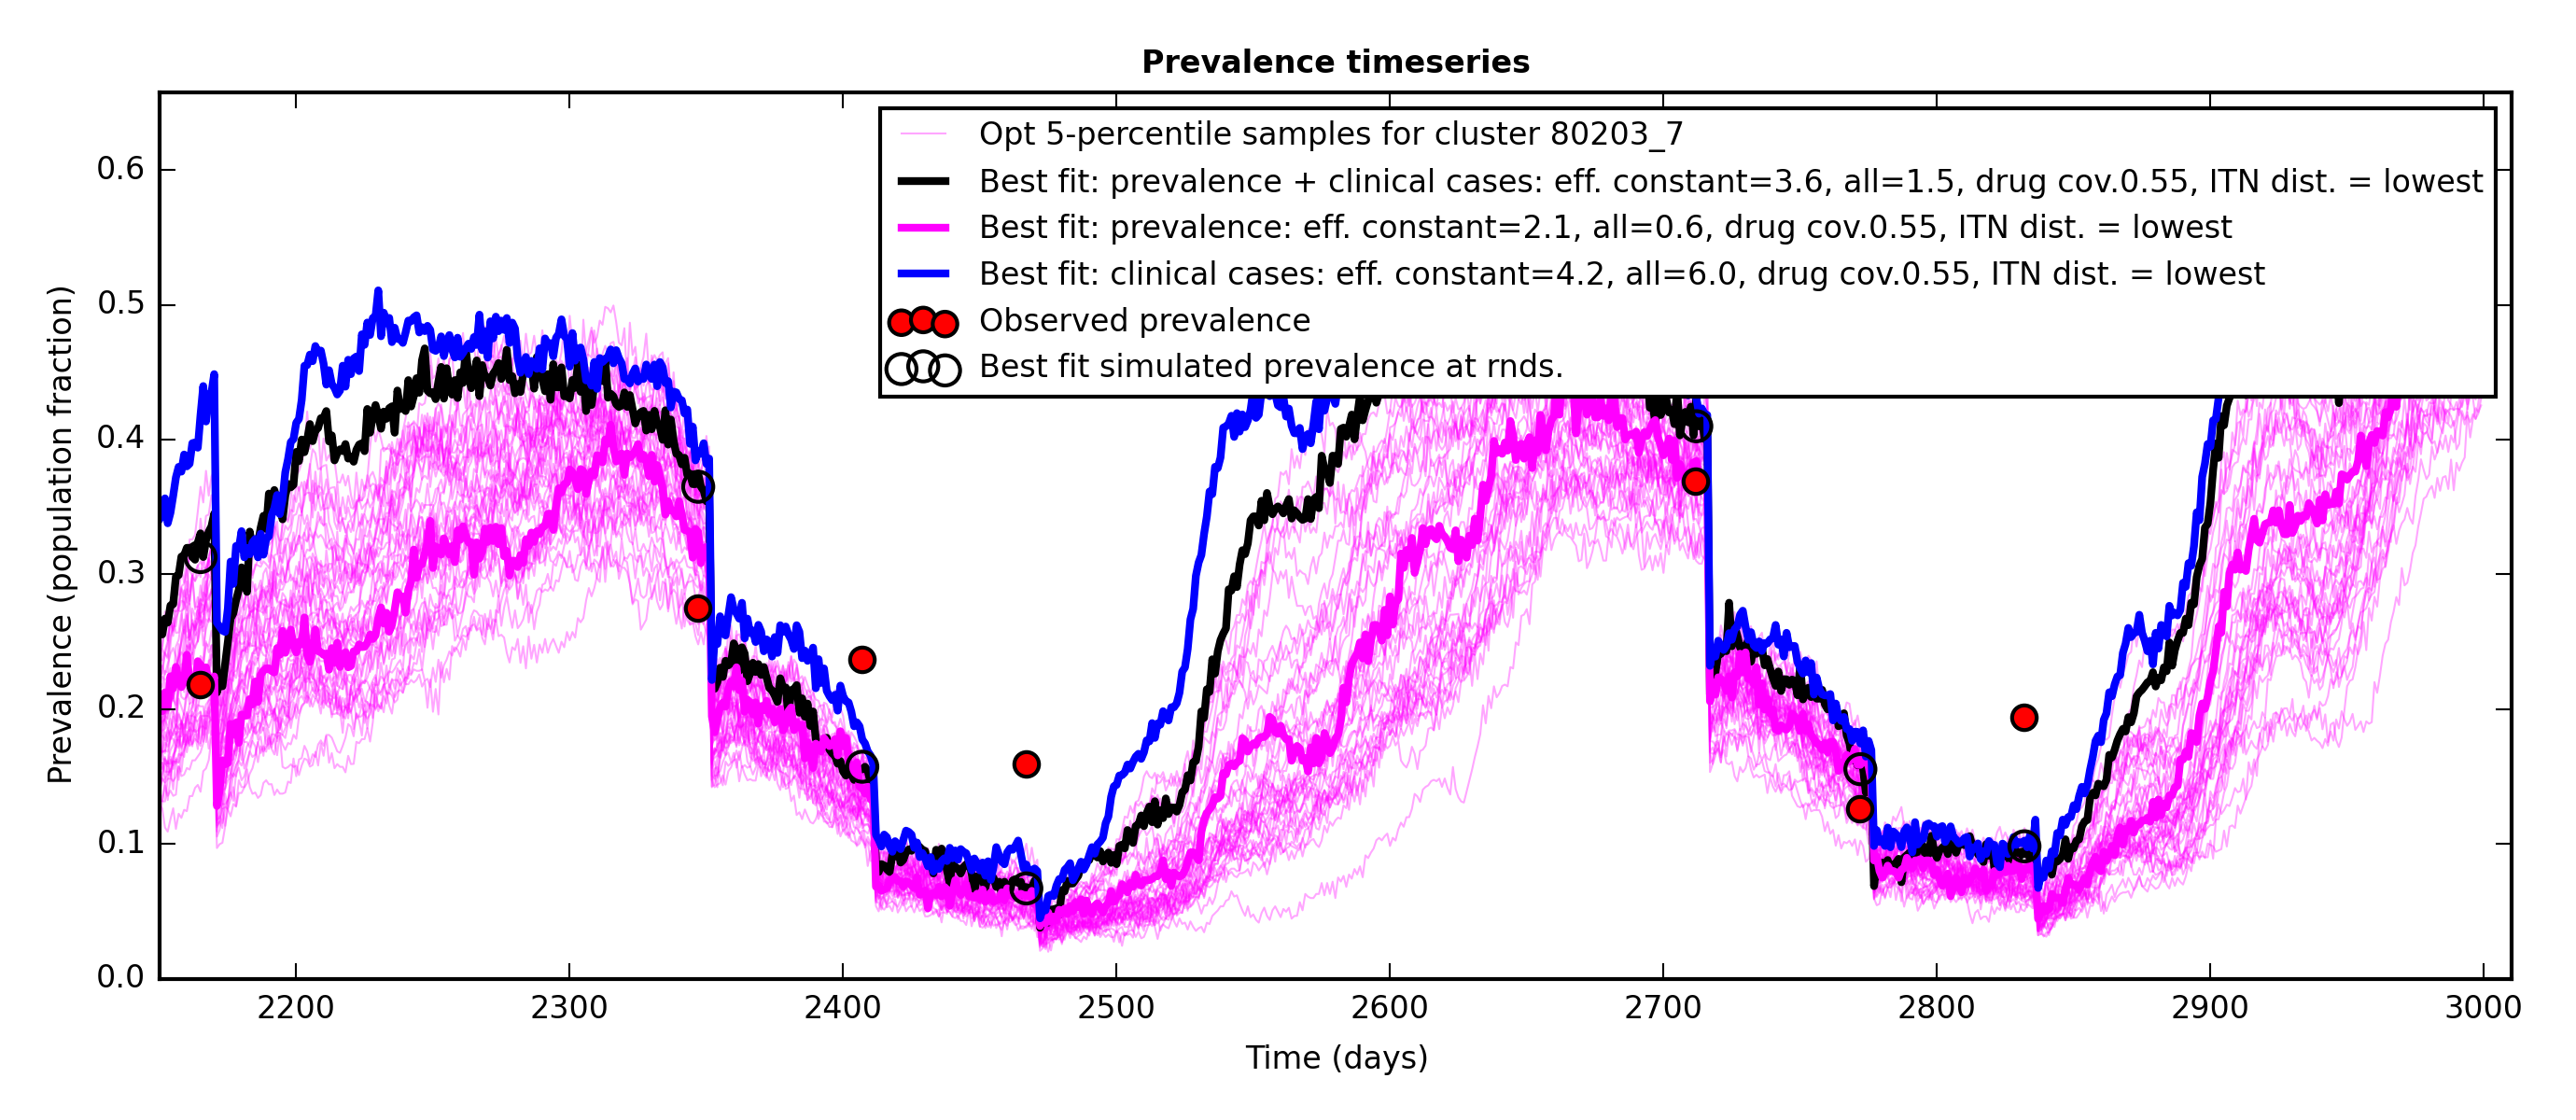 Prevalence timeseries
Opt 5-percentile samples for cluster 80203_7
Best fit: prevalence + clinical cases: eff. constant=3.6, all=1.5, drug cov.0.55, ITN dist. = lowest
Best fit: prevalence: eff. constant=2.1, all=0.6, drug cov.0.55, ITN dist. = lowest
Best fit: clinical cases: eff. constant=4.2, all=6.0, drug cov.0.55, ITN dist. = lowest
Observed prevalence
Best fit simulated prevalence at rnds.
Prevalence (population fraction)
0.6
0.5
0.4
0.3
0.2
0.1
0.0
2200 2300 2400 2500 2600 2700 2800 2900 3000
Time (days)